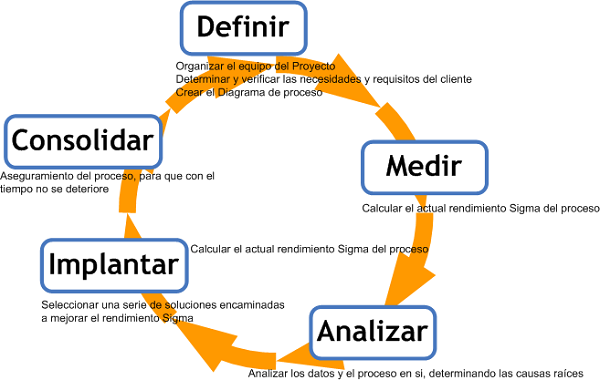 Definir
Organizar el equipo del Proyecto
Determinar y verificar las necesidades y requisitos del cliente
Crear el Diagrama de proceso
Medir
Calcular el actual rendimiento Sigma del proceso
Analizar
Analizar los datos y el proceso en si, determinando las causas raíces
Implantar
Calcular el actual rendimiento Sigma del proceso
Seleccionar una serie de soluciones encaminadas
a mejorar el rendimiento Sigma
Consolidar
Aseguramiento del proceso, para que con el
tiempo no se deteriore